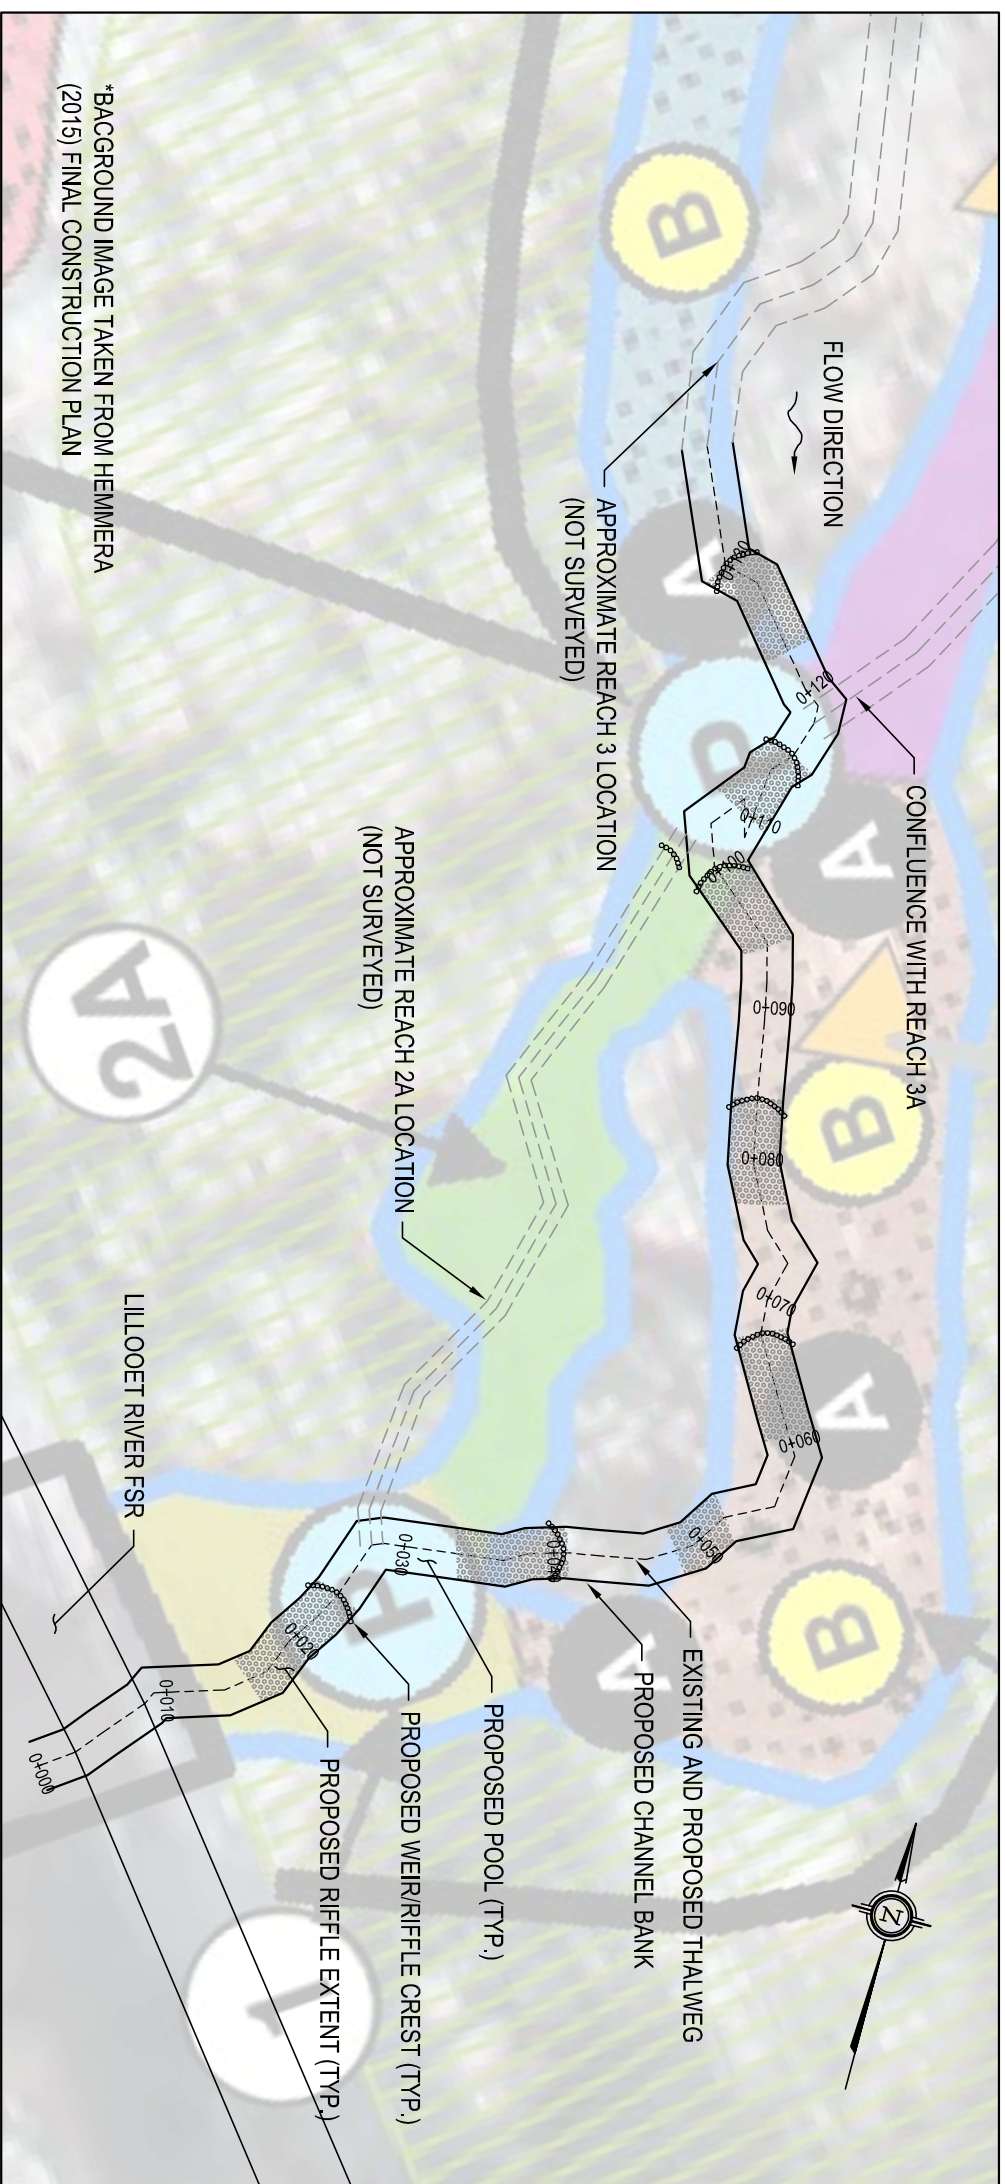 FLOW DIRECTION
CONFLUENCE WITH REACH 3A
APPROXIMATE REACH 3 LOCATION
(NOT SURVEYED)
APPROXIMATE REACH 2A LOCATION
(NOT SURVEYED)
*BACGROUND IMAGE TAKEN FROM HEMMERA
(2015) FINAL CONSTRUCTION PLAN
LILLOOET RIVER FSR
EXISTING AND PROPOSED THALWEG
PROPOSED CHANNEL BANK
PROPOSED POOL (TYP.)
PROPOSED WEIR/RIFFLE CREST (TYP.)
PROPOSED RIFFLE EXTENT (TYP.)
0+120
0+110
0+100
0+090
0+080
0+070
0+060
0+050
0+040
0+030
0+020
0+010
0+000
B
A
A
B
A
B
A
2A
1
N